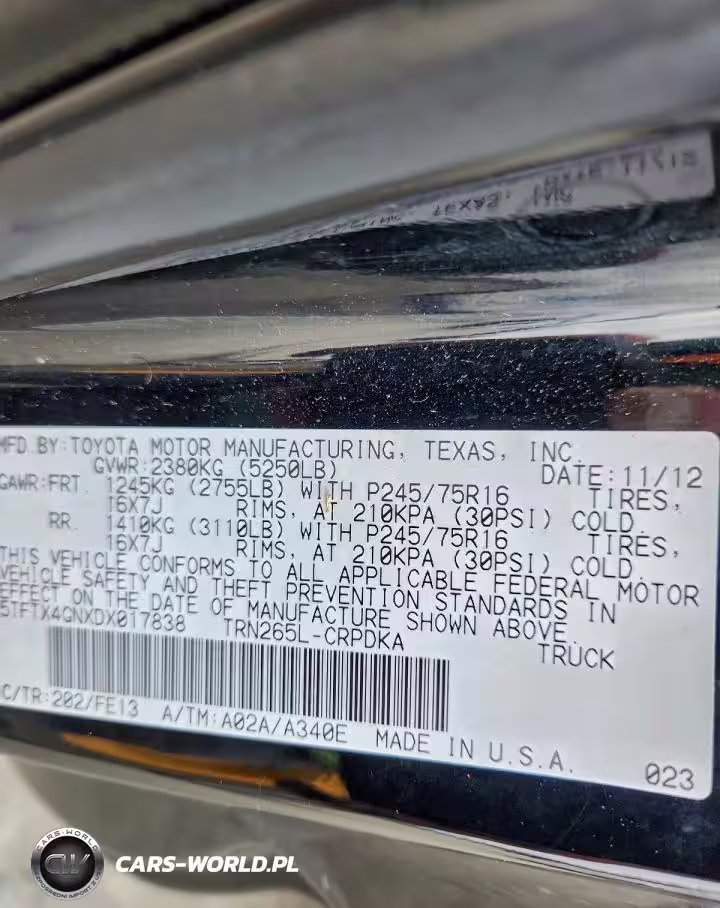 MFD BY:TOYOTA MOTOR MANUFACTURING, TEXAS, INC.
GVWR:2380KG (5250LB) DATE:11/12
GAWR:FRT. 1245KG (2755LB) WITH P245/75R16 TIRES,
16X7J RIMS, AT 210KPA (30PSI) COLD.
RR. 1410KG (3110LB) WITH P245/75R16 TIRES,
16X7J RIMS, AT 210KPA (30PSI) COLD.
THIS VEHICLE CONFORMS TO ALL APPLICABLE FEDERAL MOTOR
VEHICLE SAFETY AND THEFT PREVENTION STANDARDS IN
EFFECT ON THE DATE OF MANUFACTURE SHOWN ABOVE.
5TFTX4GNXDX017838 TRN265L-CRPDKA TRUCK
C/TR:202/FE13 A/TM:A02A/A340E MADE IN U.S.A.
023
CARS-WORLD
CW
CARS-WORLD.PL